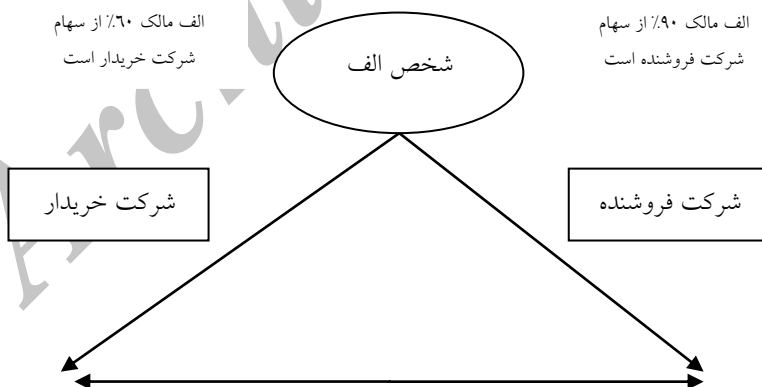 الف مالک ۹۰٪ از سهام
شرکت فروشنده است
شخص الف
الف مالک ٦٠٪ از سهام
شرکت خریدار است
شرکت فروشنده
شرکت خریدار